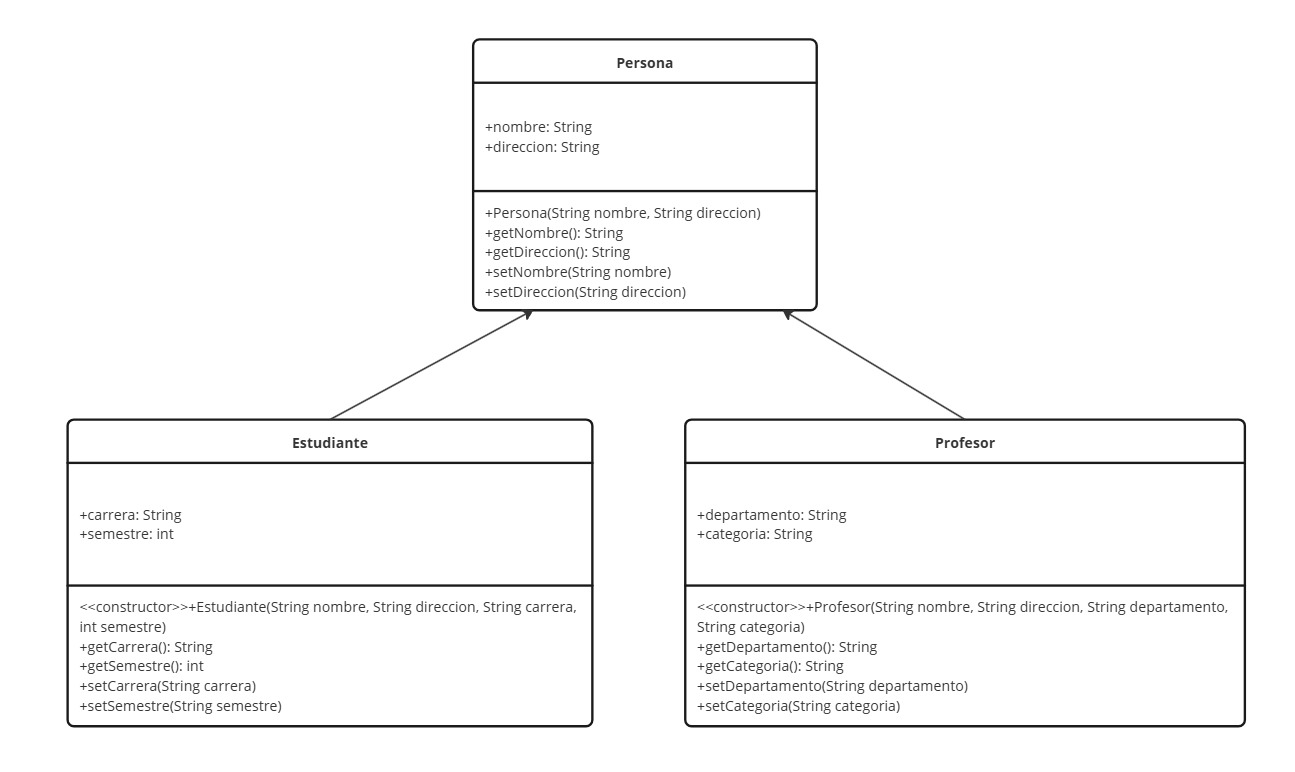 Persona
+nombre: String
+direccion: String
+Persona(String nombre, String direccion)
+getNombre(): String
+getDireccion(): String
+setNombre(String nombre)
+setDireccion(String direccion)
Estudiante
+carrera: String
+semestre: int
<<constructor>>+Estudiante(String nombre, String direccion, String carrera,
int semestre)
+getCarrera(): String
+getSemestre(): int
+setCarrera(String carrera)
+setSemestre(String semestre)
Profesor
+departamento: String
+categoria: String
<<constructor>>+Profesor(String nombre, String direccion, String departamento,
String categoria)
+getDepartamento(): String
+getCategoria(): String
+setDepartamento(String departamento)
+setCategoria(String categoria)